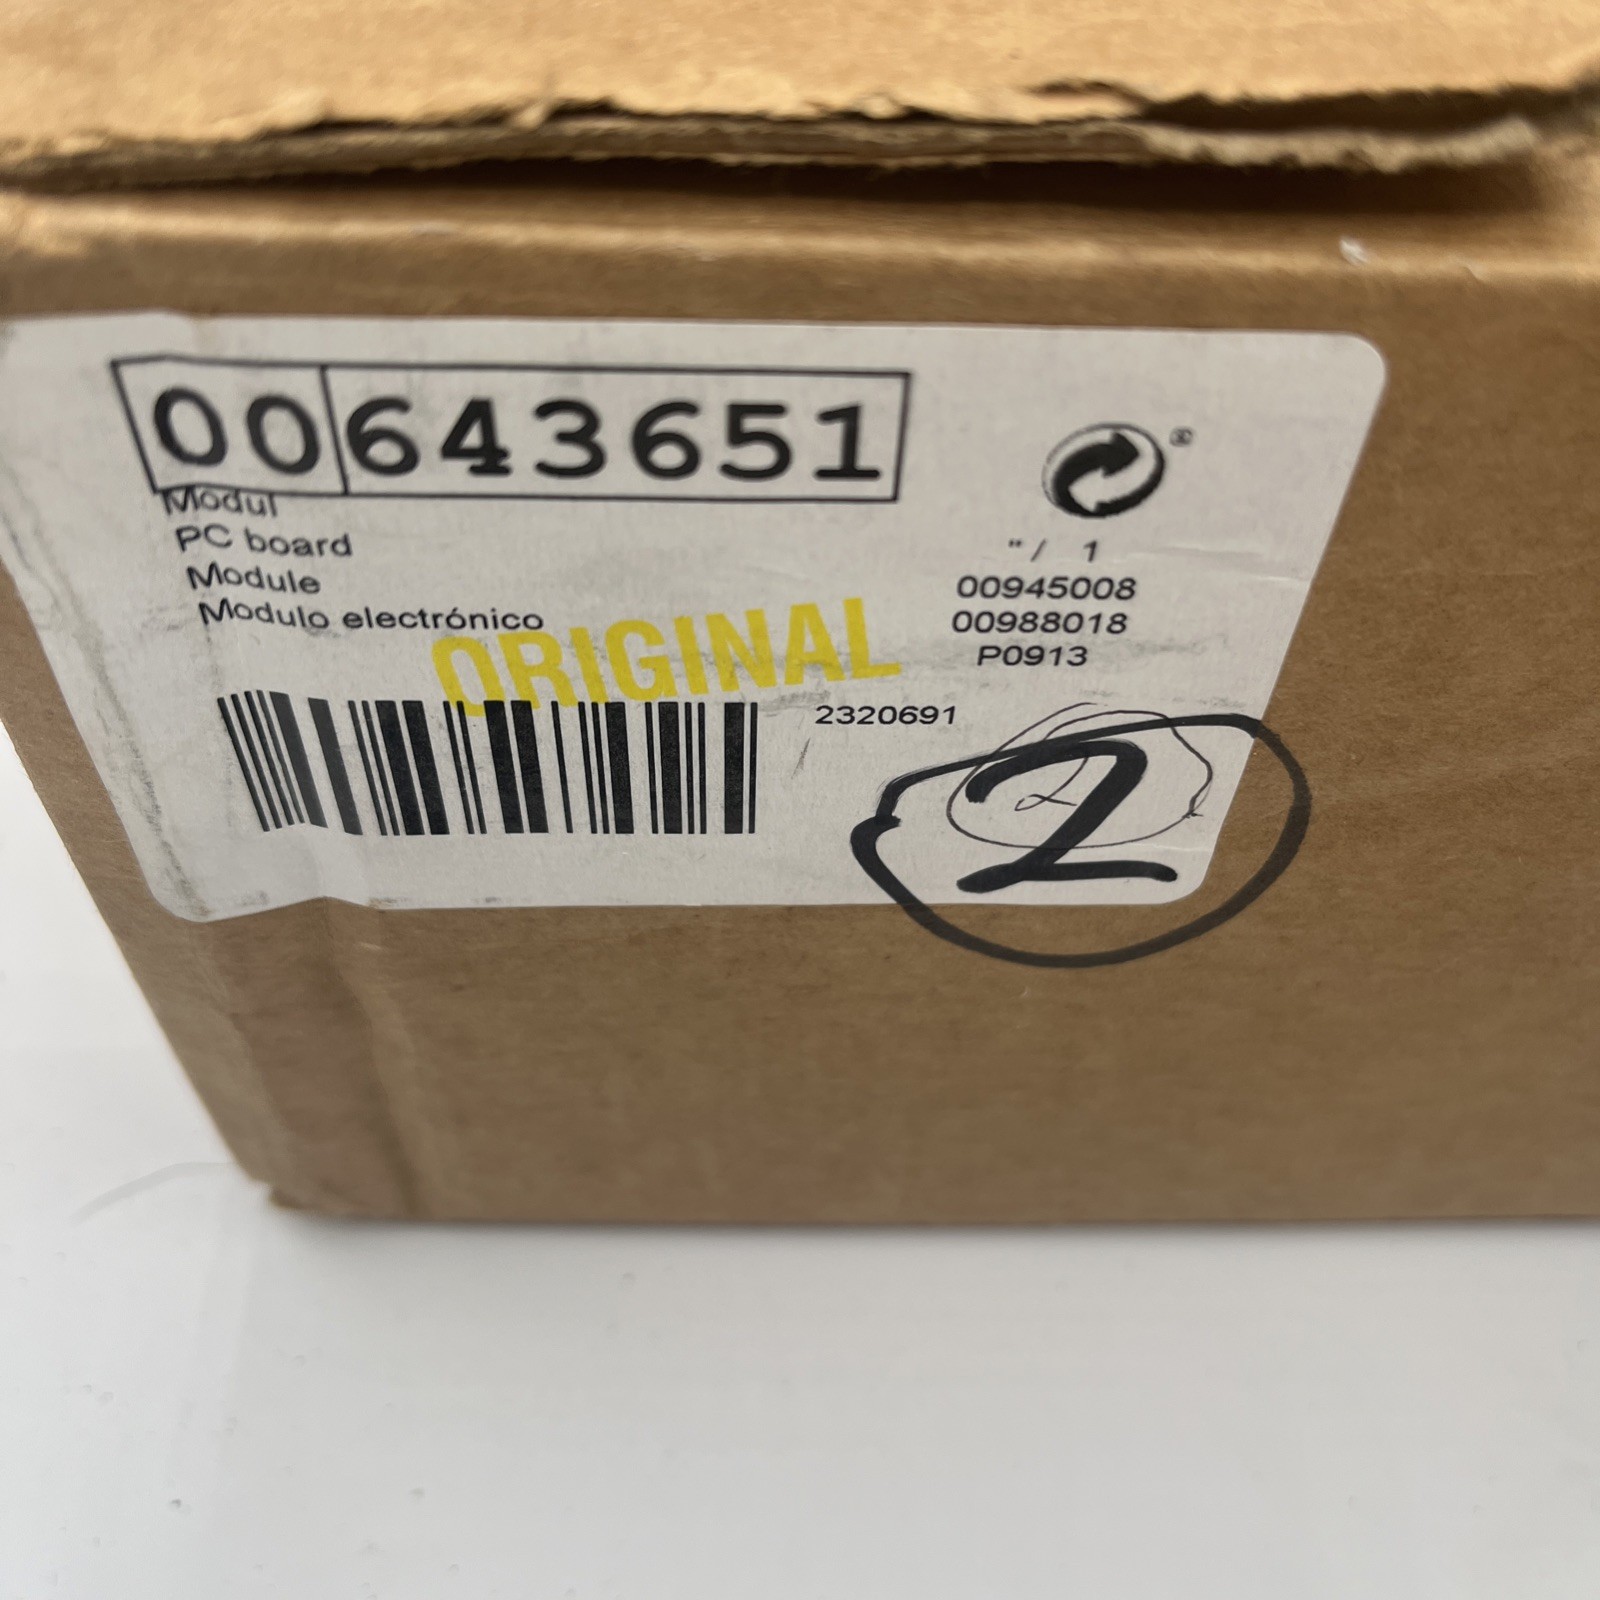 00643651
®
Modul
PC board
Module
Modulo electrónico
"/ 1
00945008
00988018
P0913
ORIGINAL
2320691
2
2